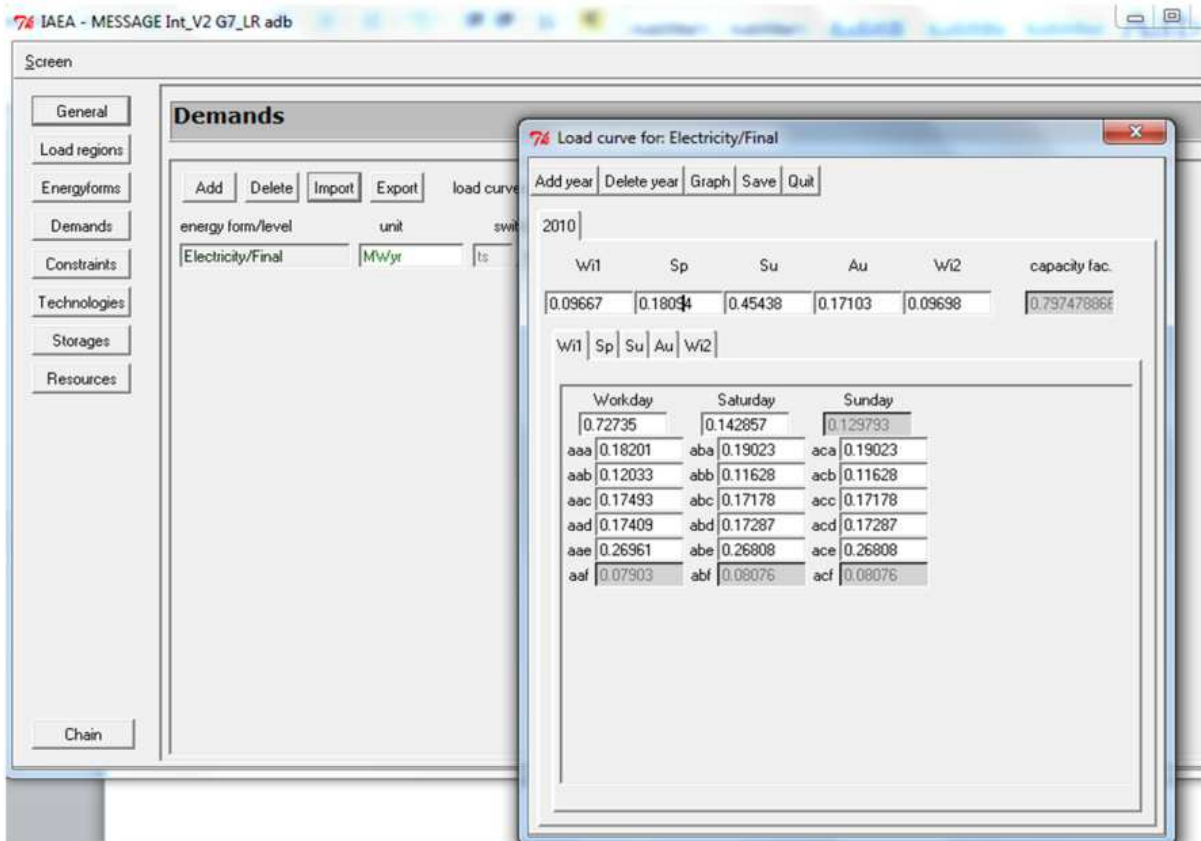 IAEA - MESSAGE Int_V2 G7_LR adb
Screen
General
Load regions
Energyforms
Demands
Constraints
Technologies
Storages
Resources
Chain
Demands
Add Delete Import Export load curve
energy form/level unit swit
Electricity/Final MWyr ts
Load curve for: Electricity/Final
Add year Delete year Graph Save Quit
2010
Wi1 Sp Su Au Wi2 capacity fac.
0.09667 0.18094 0.45438 0.17103 0.09698 0.797478866
Wi1 Sp Su Au Wi2
Workday Saturday Sunday
0.72735 0.142857 0.129793
aaa 0.18201 aba 0.19023 aca 0.19023
aab 0.12033 abb 0.11628 acb 0.11628
aac 0.17493 abc 0.17178 acc 0.17178
aad 0.17409 abd 0.17287 acd 0.17287
aae 0.26961 abe 0.26808 ace 0.26808
aaf 0.07903 abf 0.08076 acf 0.08076